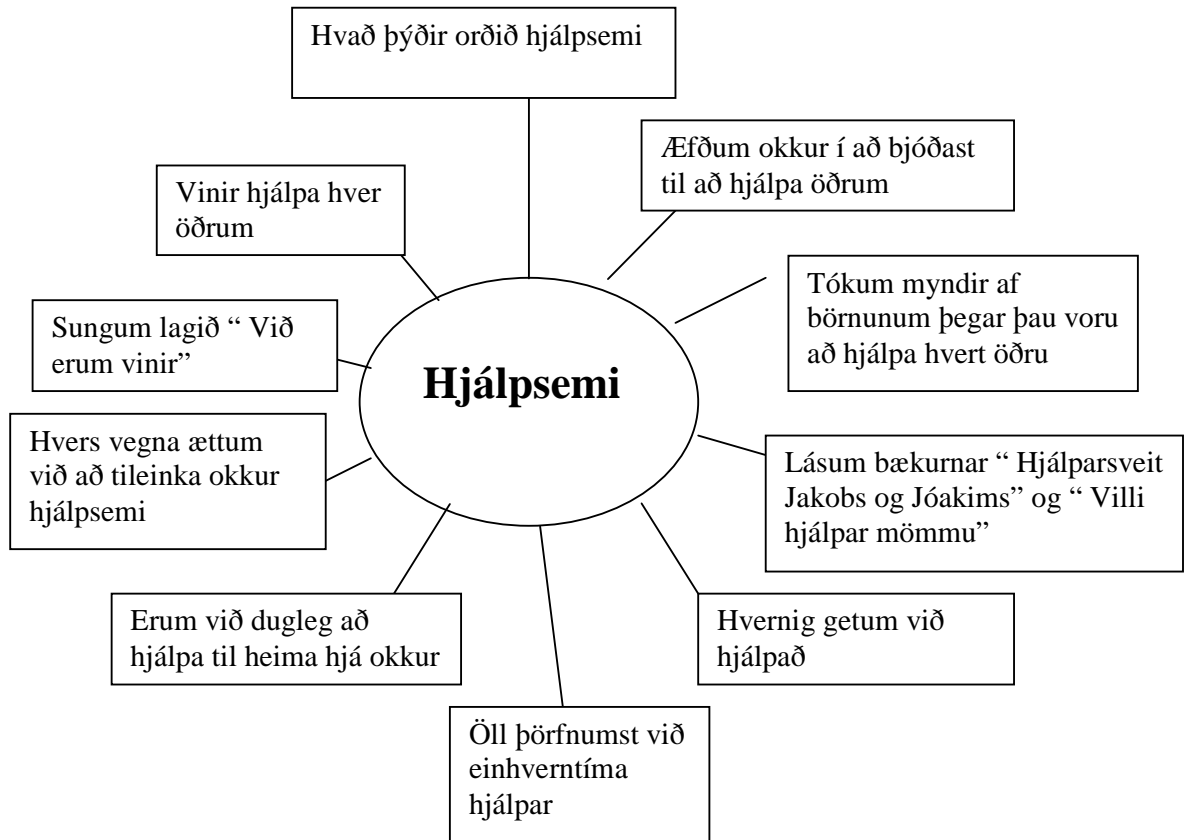 Hvað þýðir orðið hjálpsemi
Æfðum okkur í að bjóðast
til að hjálpa öðrum
Vinir hjálpa hver
öðrum
Tókum myndir af
börnunum þegar þau voru
að hjálpa hvert öðru
Sungum lagið “ Við
erum vinir”
Hjálpsemi
Hvers vegna ættum
við að tileinka okkur
hjálpsemi
Lásum bækurnar “ Hjálparsveit
Jakobs og Jóakims” og “ Villi
hjálpar mömmu”
Erum við dugleg að
hjálpa til heima hjá okkur
Hvernig getum við
hjálpað
Öll þörfnumst við
einhverntíma
hjálpar